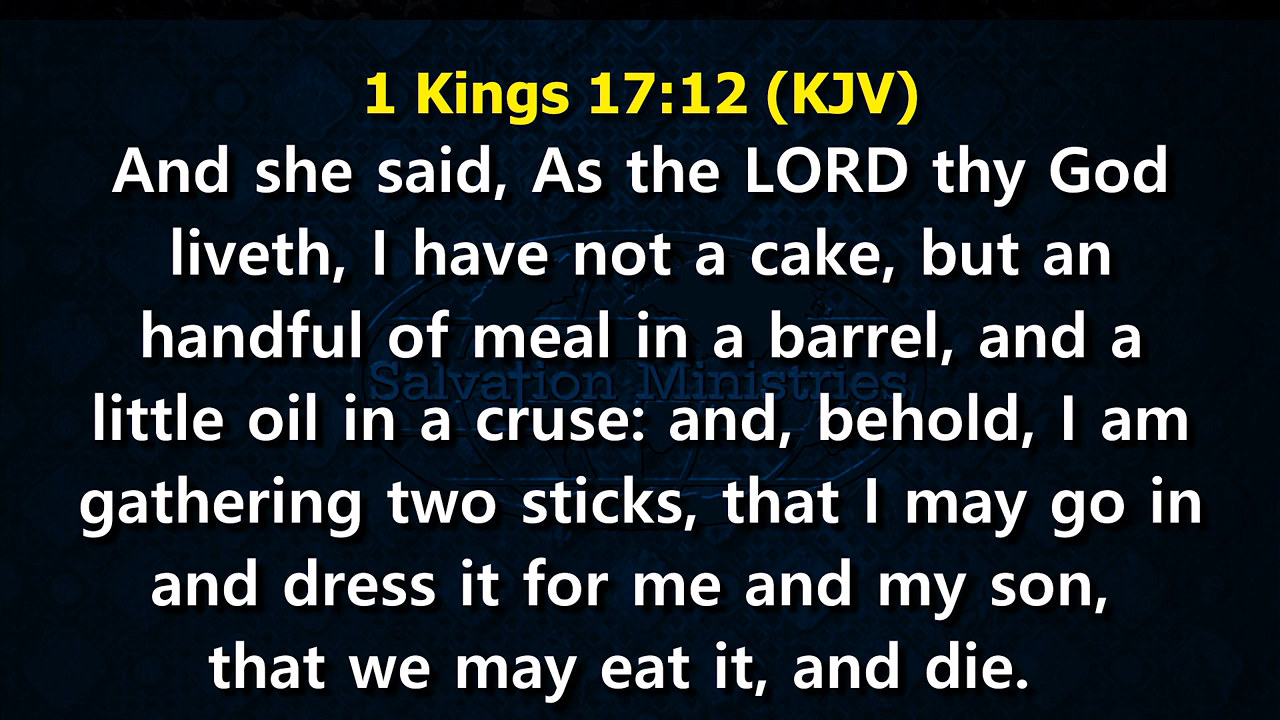 1 Kings 17:12 (KJV)
And she said, As the LORD thy God
liveth, I have not a cake, but an
handful of meal in a barrel, and a
Salvation Ministries
little oil in a cruse: and, behold, I am
gathering two sticks, that I may go in
and dress it for me and my son,
that we may eat it, and die.